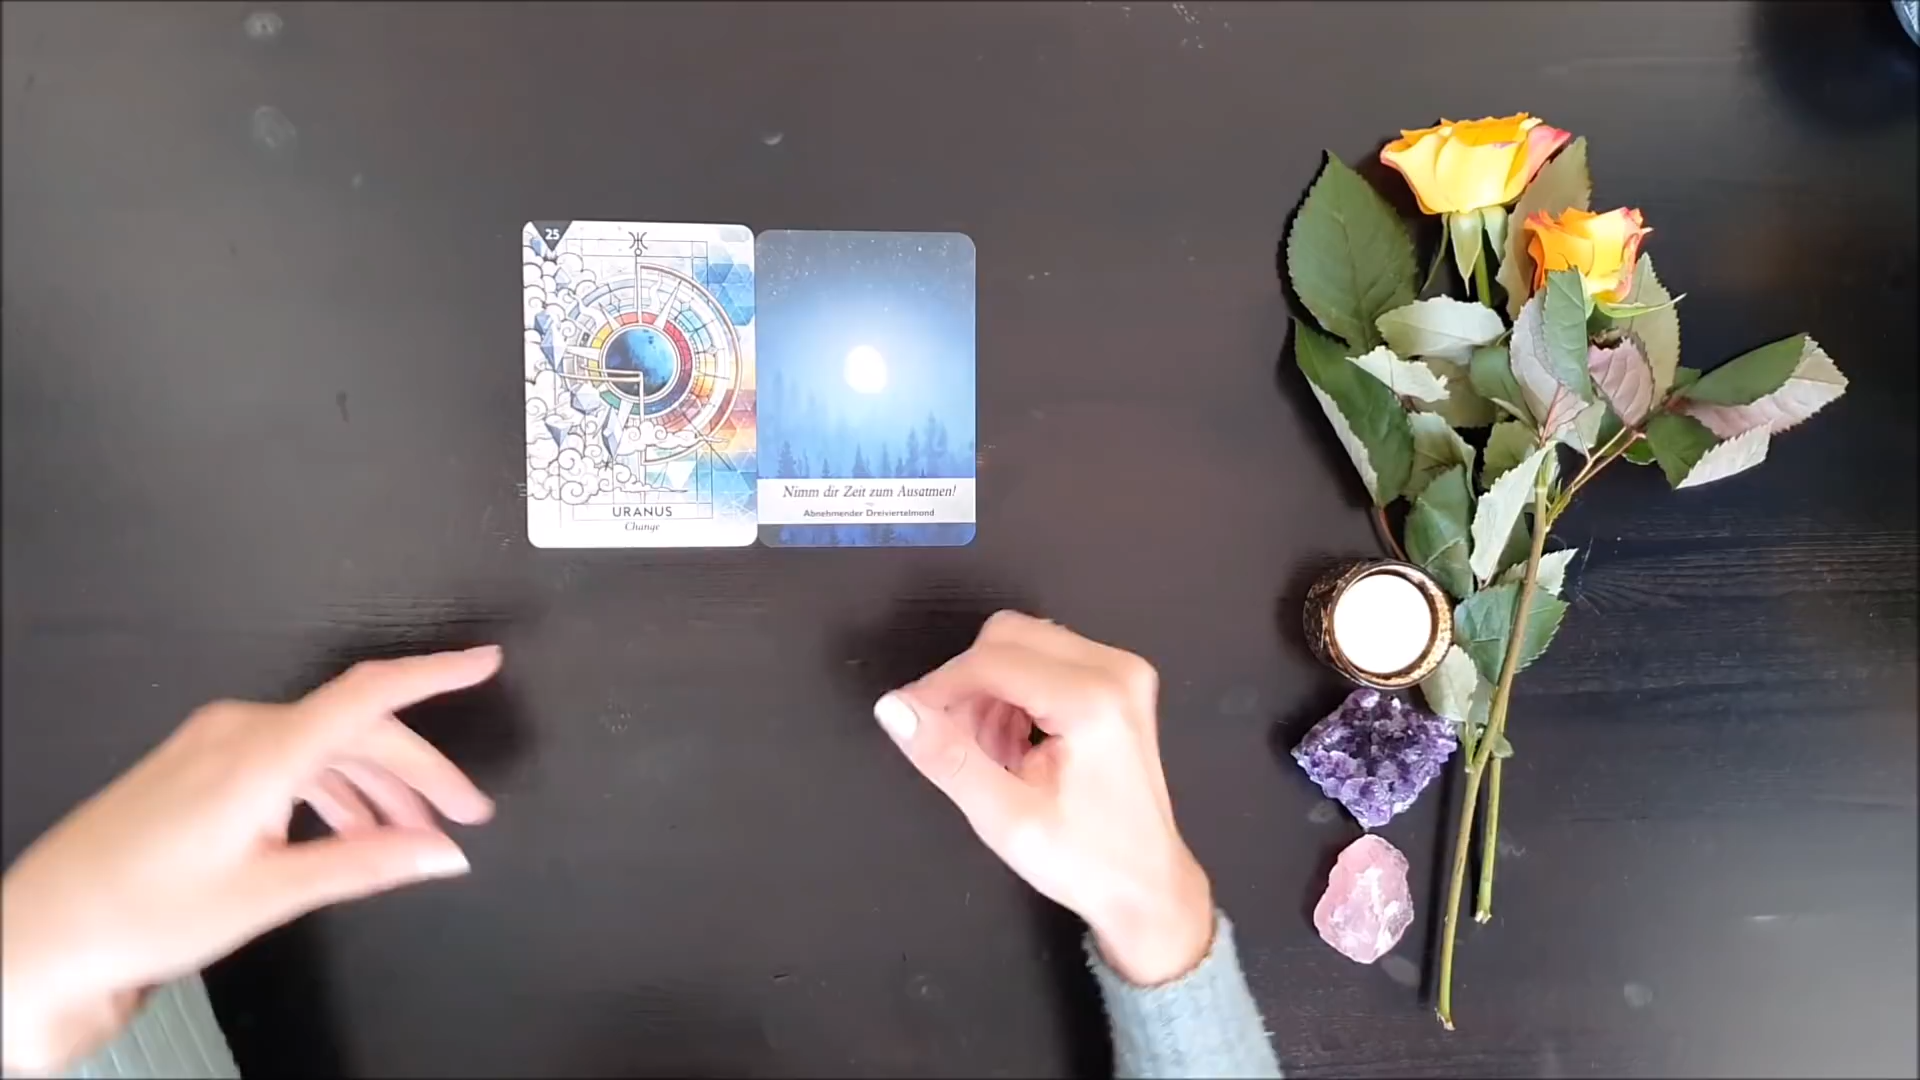 25
URANUS
Change
Nimm dir Zeit zum Ausatmen!
Abnehmender Dreiviertelmond